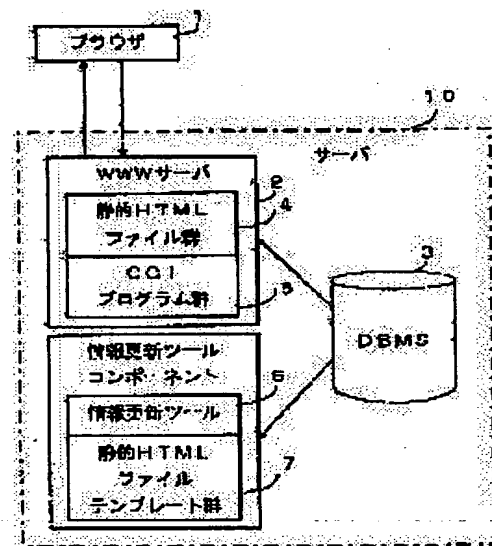 1
ブラウザ
10
サーバ
WWWサーバ
2
静的HTML
ファイル群
4
CGI
プログラム群
5
3
DBMS
情報更新ツール
コンポーネント
6
情報更新ツール
静的HTML
ファイル
テンプレート群
7